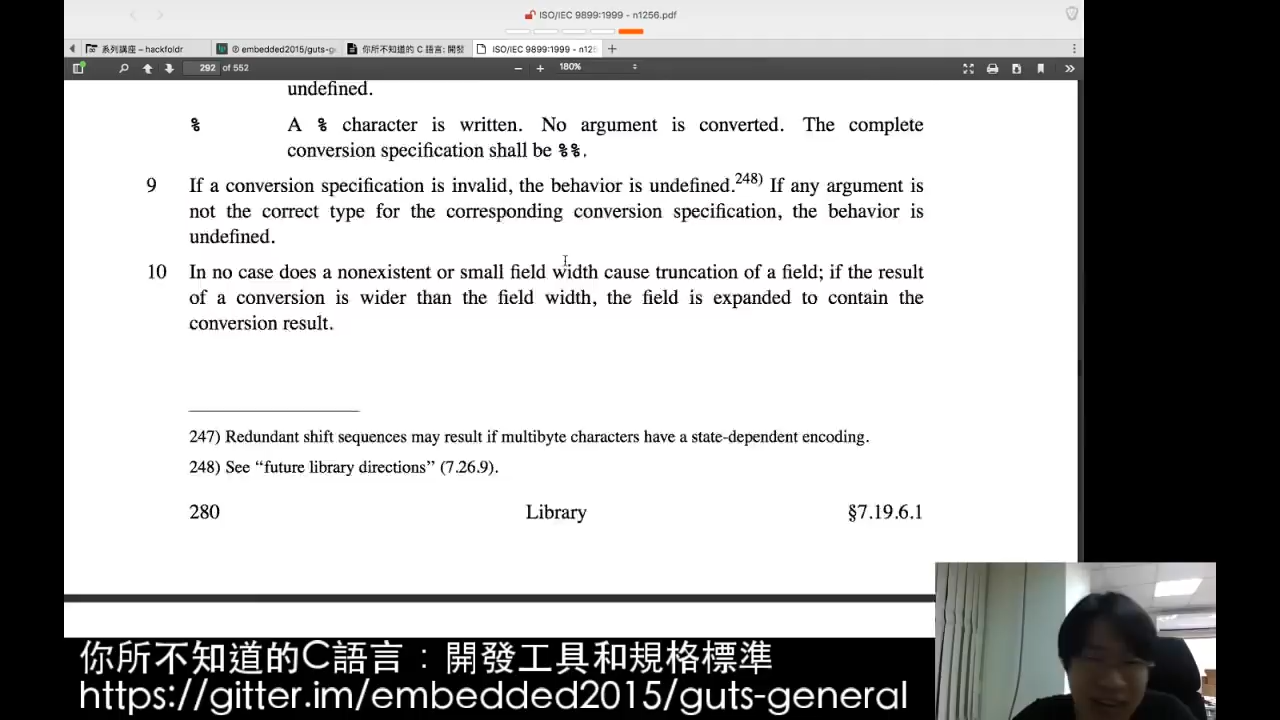 ISO/IEC 9899:1999 - n1256.pdf
系列講座 – hackfoldr
embedded2015/guts-g
你所不知道的 C 語言: 開發
ISO/IEC 9899:1999 - n125
292 of 552
180%
undefined.
% A % character is written. No argument is converted. The complete
conversion specification shall be %%.
9 If a conversion specification is invalid, the behavior is undefined.248) If any argument is
not the correct type for the corresponding conversion specification, the behavior is
undefined.
10 In no case does a nonexistent or small field width cause truncation of a field; if the result
of a conversion is wider than the field width, the field is expanded to contain the
conversion result.
247) Redundant shift sequences may result if multibyte characters have a state-dependent encoding.
248) See “future library directions” (7.26.9).
280 Library §7.19.6.1
你所不知道的C語言：開發工具和規格標準
https://gitter.im/embedded2015/guts-general